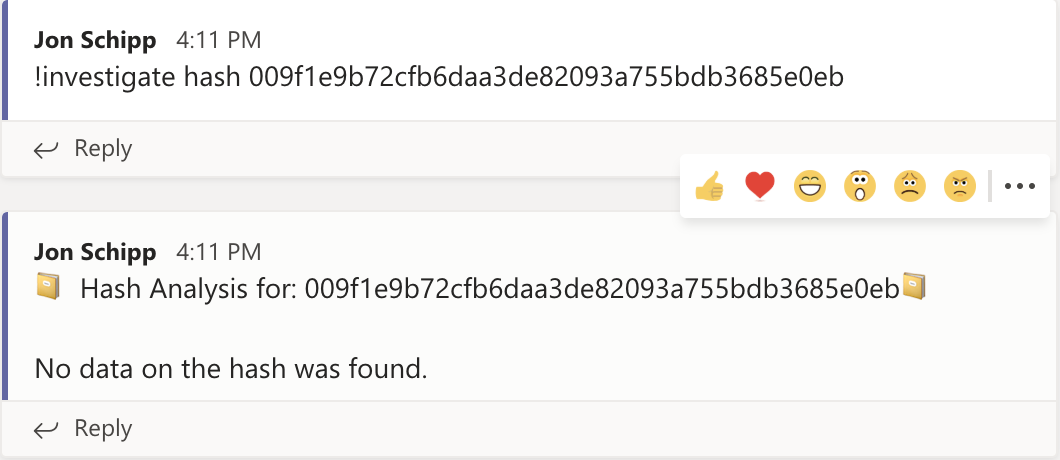 Jon Schipp 4:11 PM
!investigate hash 009f1e9b72cfb6daa3de82093a755bdb3685e0eb
Reply
Jon Schipp 4:11 PM
Hash Analysis for: 009f1e9b72cfb6daa3de82093a755bdb3685e0eb
No data on the hash was found.
Reply